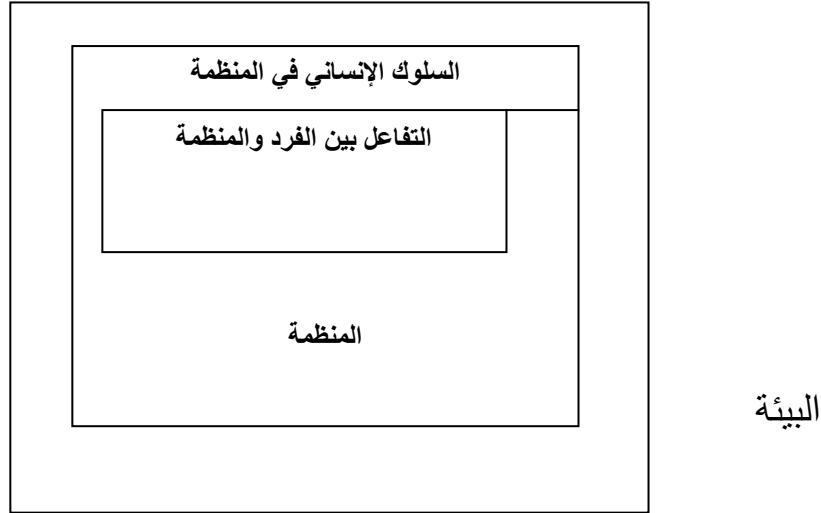 السلوك الإنساني في المنظمة
التفاعل بين الفرد والمنظمة
المنظمة
البيئة